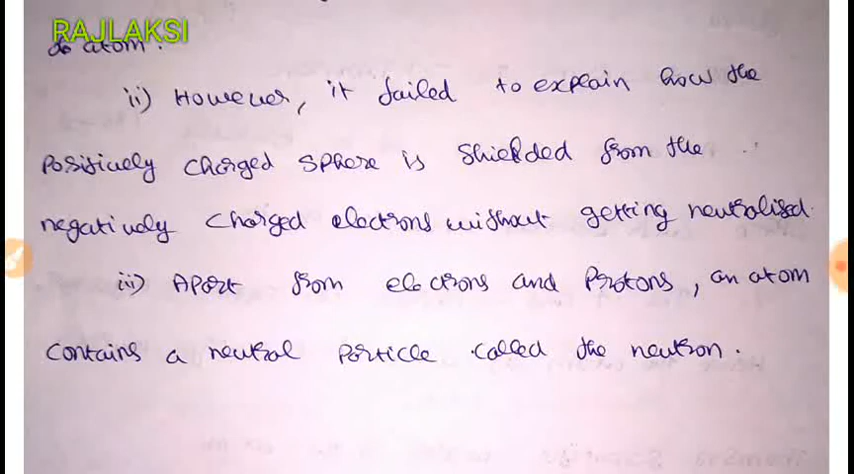 RAJLAKSI
do atom.
ii) However, it failed to explain how the
Positively charged sphere is shielded from the
negatively charged electrons without getting neutralised.
iii) Apart from electrons and Protons, an atom
contains a neutral Particle called the neutron.